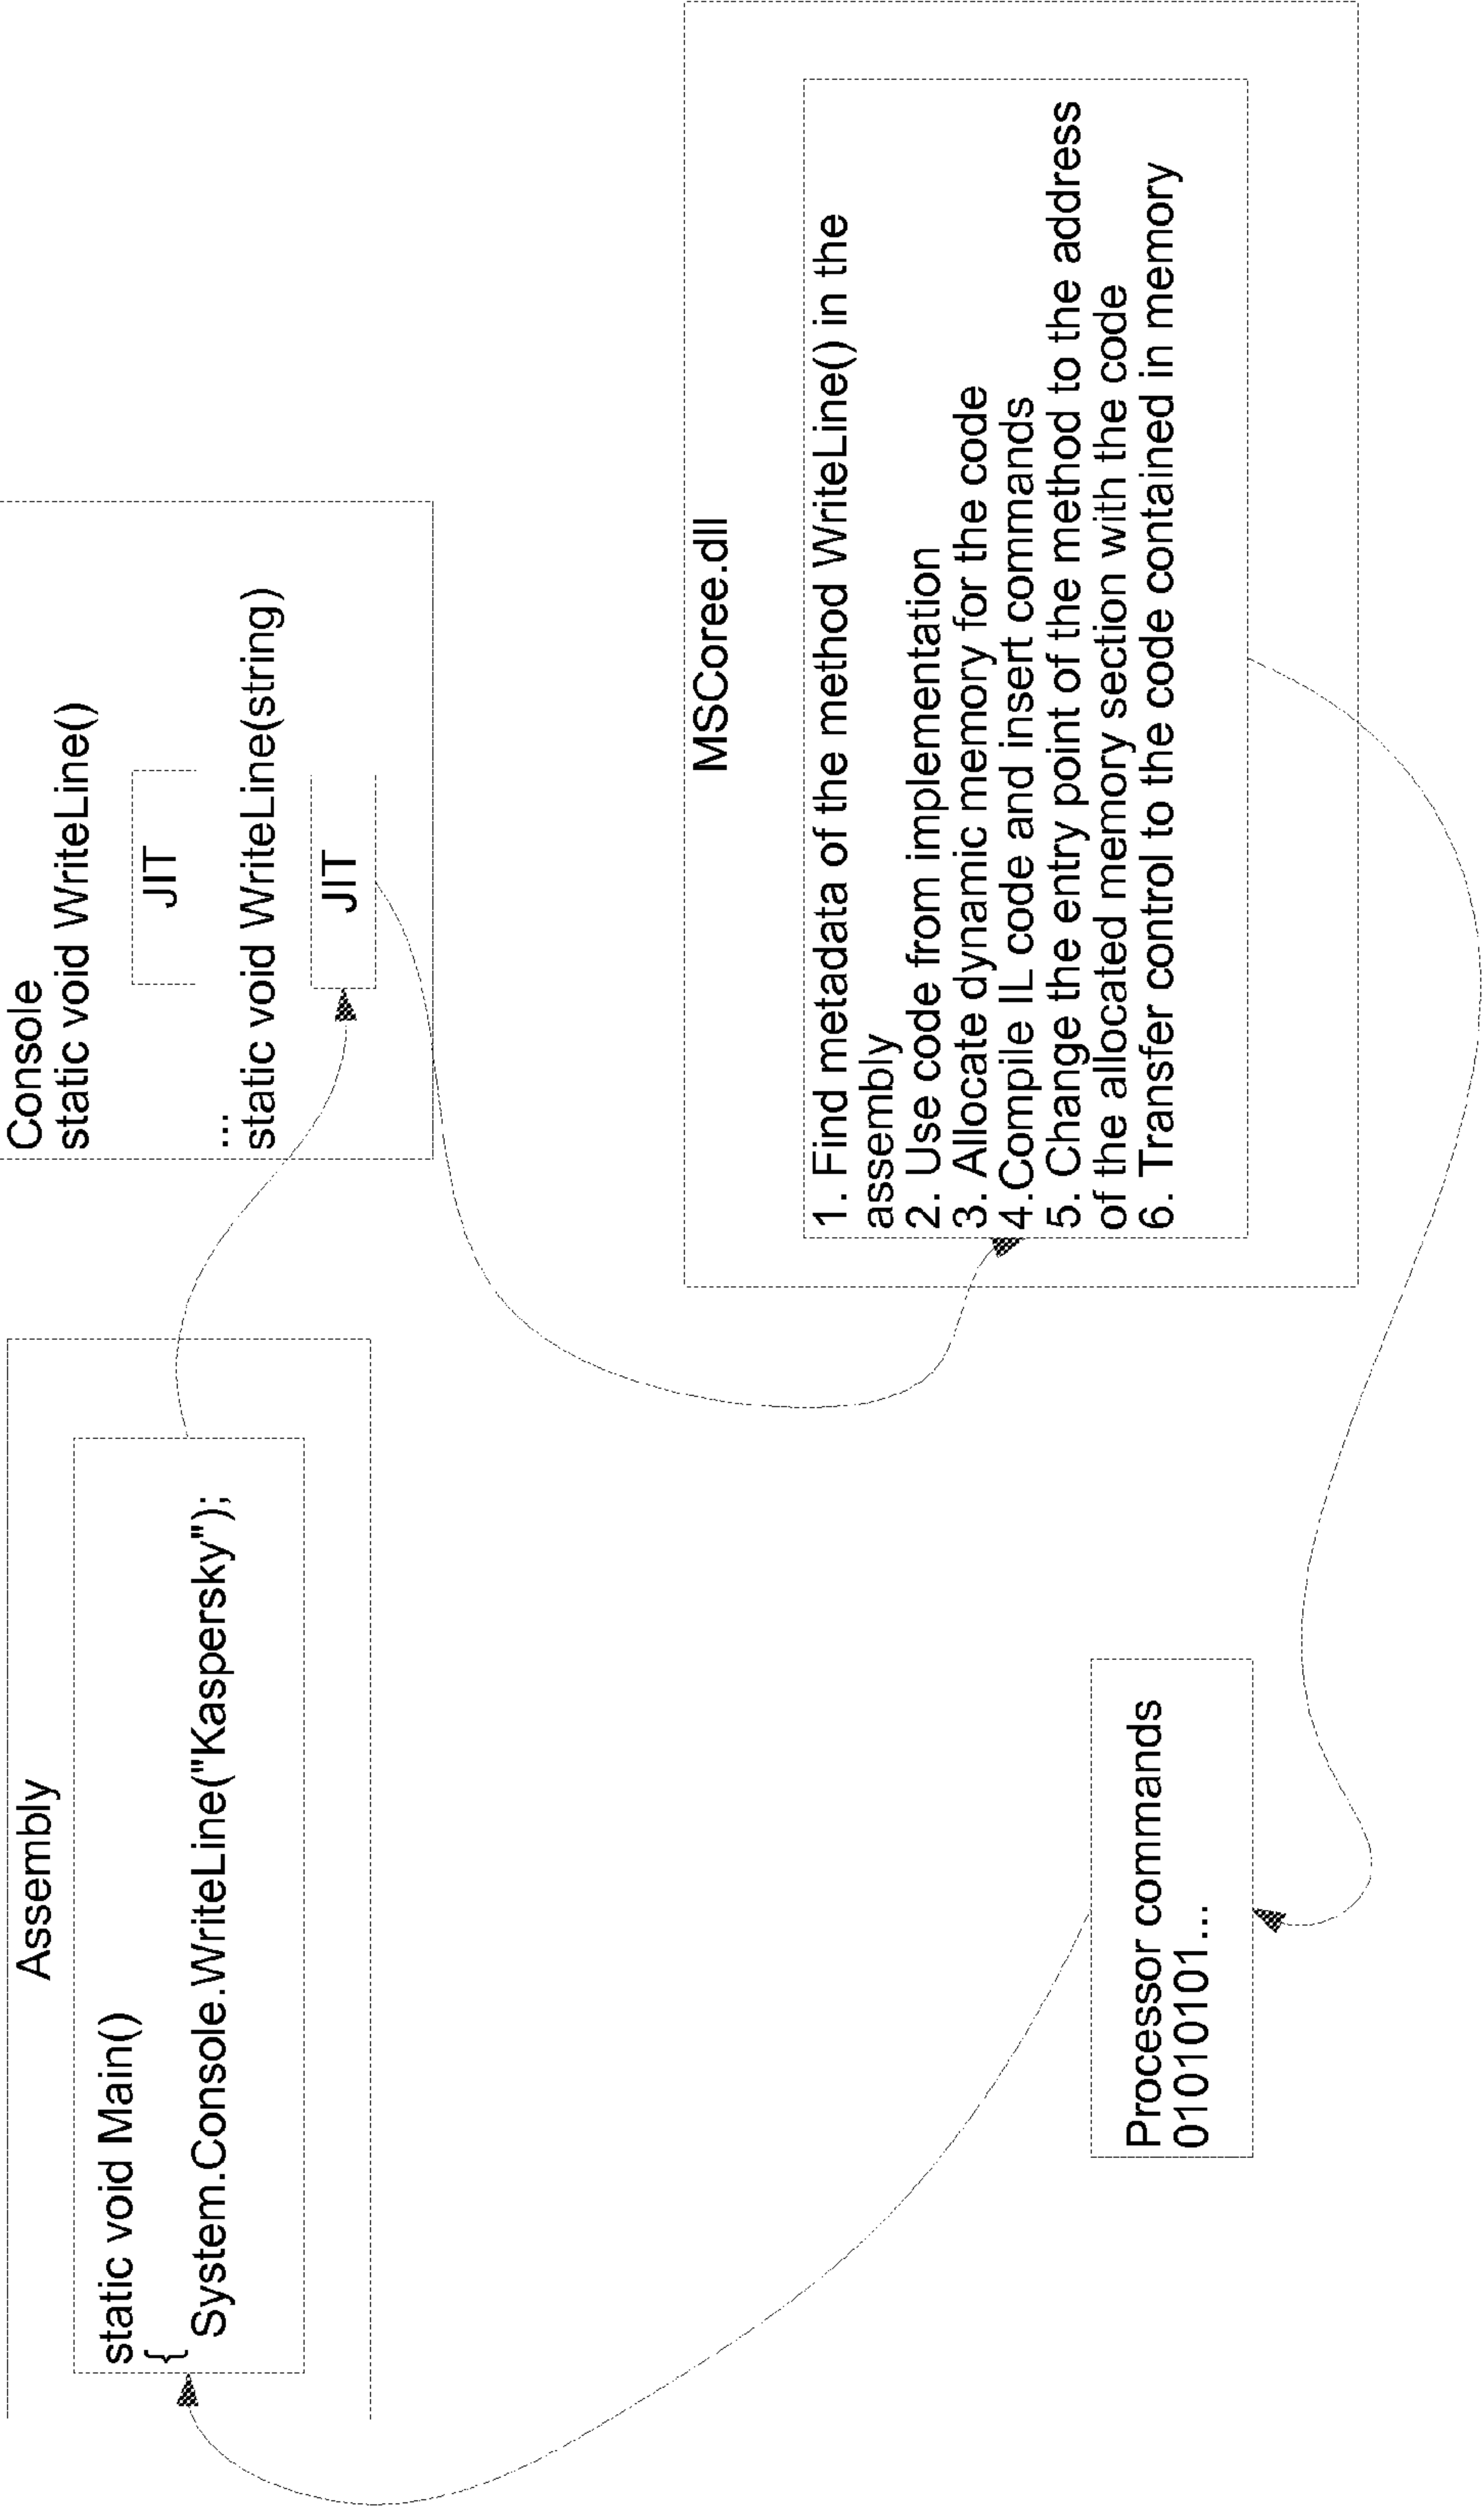 Assembly
static void Main()
{
System.Console.WriteLine("Kaspersky");
Console
static void WriteLine()
JIT
...
static void WriteLine(string)
JIT
MSCoree.dll
1. Find metadata of the method WriteLine() in the
assembly
2. Use code from implementation
3. Allocate dynamic memory for the code
4.Compile IL code and insert commands
5. Change the entry point of the method to the address
of the allocated memory section with the code
6. Transfer control to the code contained in memory
Processor commands
01010101...